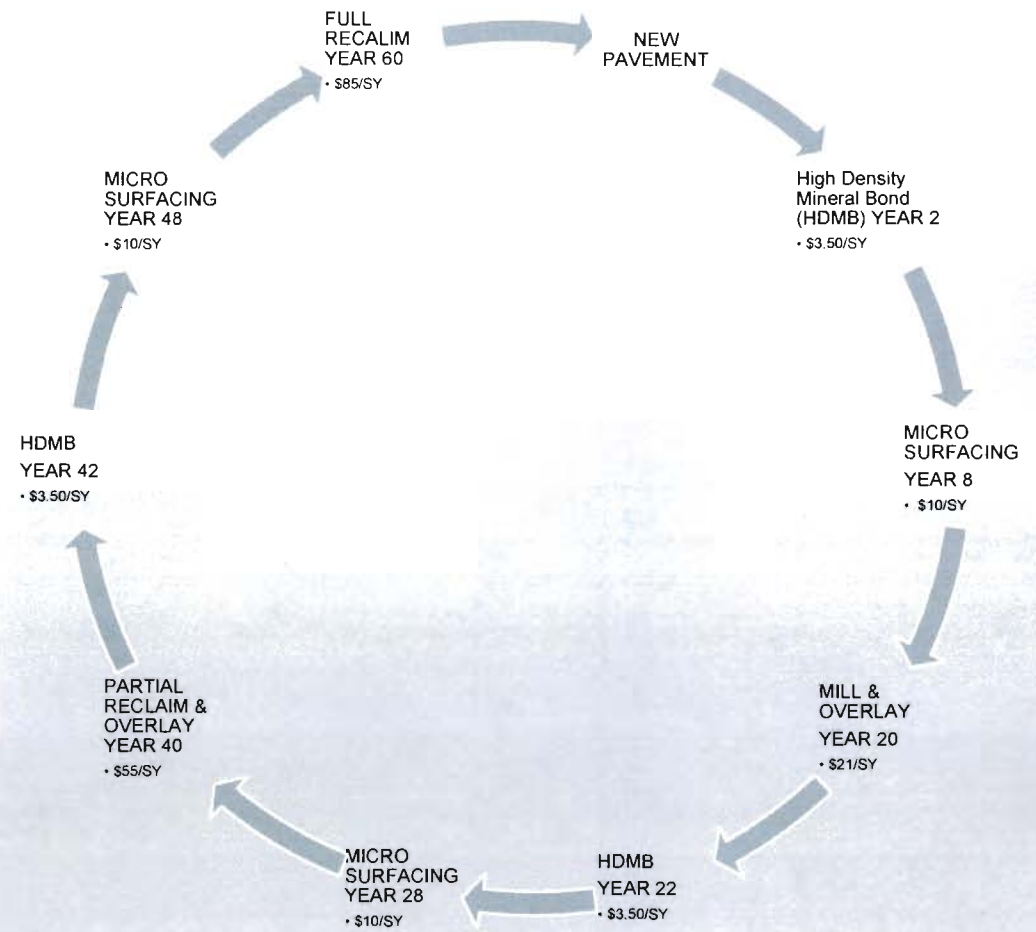 NEW
PAVEMENT
High Density
Mineral Bond
(HDMB) YEAR 2
• $3.50/SY
MICRO
SURFACING
YEAR 8
• $10/SY
MILL &
OVERLAY
YEAR 20
• $21/SY
HDMB
YEAR 22
• $3.50/SY
MICRO
SURFACING
YEAR 28
• $10/SY
PARTIAL
RECLAIM &
OVERLAY
YEAR 40
• $55/SY
HDMB
YEAR 42
• $3.50/SY
MICRO
SURFACING
YEAR 48
• $10/SY
FULL
RECALIM
YEAR 60
• $85/SY